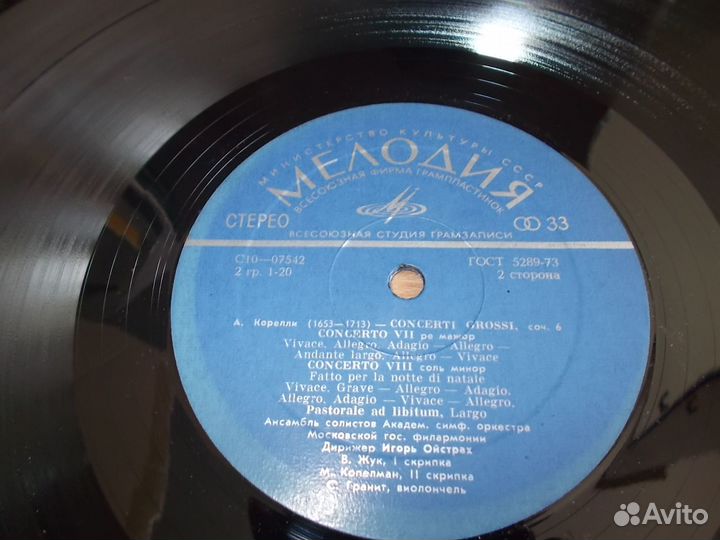 МИНИСТЕРСТВО КУЛЬТУРЫ СССР
МЕЛОДИЯ
ВСЕСОЮЗНАЯ ФИРМА ГРАМПЛАСТИНОК
СТЕРЕО
33
ВСЕСОЮЗНАЯ СТУДИЯ ГРАМЗАПИСИ
С10—07542
ГОСТ 5289-73
2 гр. 1-20
2 сторона
А. Корелли (1653—1713) — CONCERTI GROSSI, соч. 6
CONCERTO VII ре мажор
Vivace. Allegro. Adagio — Allegro —
Andante largo. Allegro — Vivace
CONCERTO VIII соль минор
Fatto per la notte di natale
Vivace. Grave — Allegro — Adagio.
Allegro. Adagio — Vivace — Allegro.
Pastorale ad libitum, Largo
Ансамбль солистов Академ. симф. оркестра
Московской гос. филармонии
Дирижер Игорь Ойстрах
В. Жук, I скрипка
М. Копелман, II скрипка
С. Гранит, виолончель
Avito